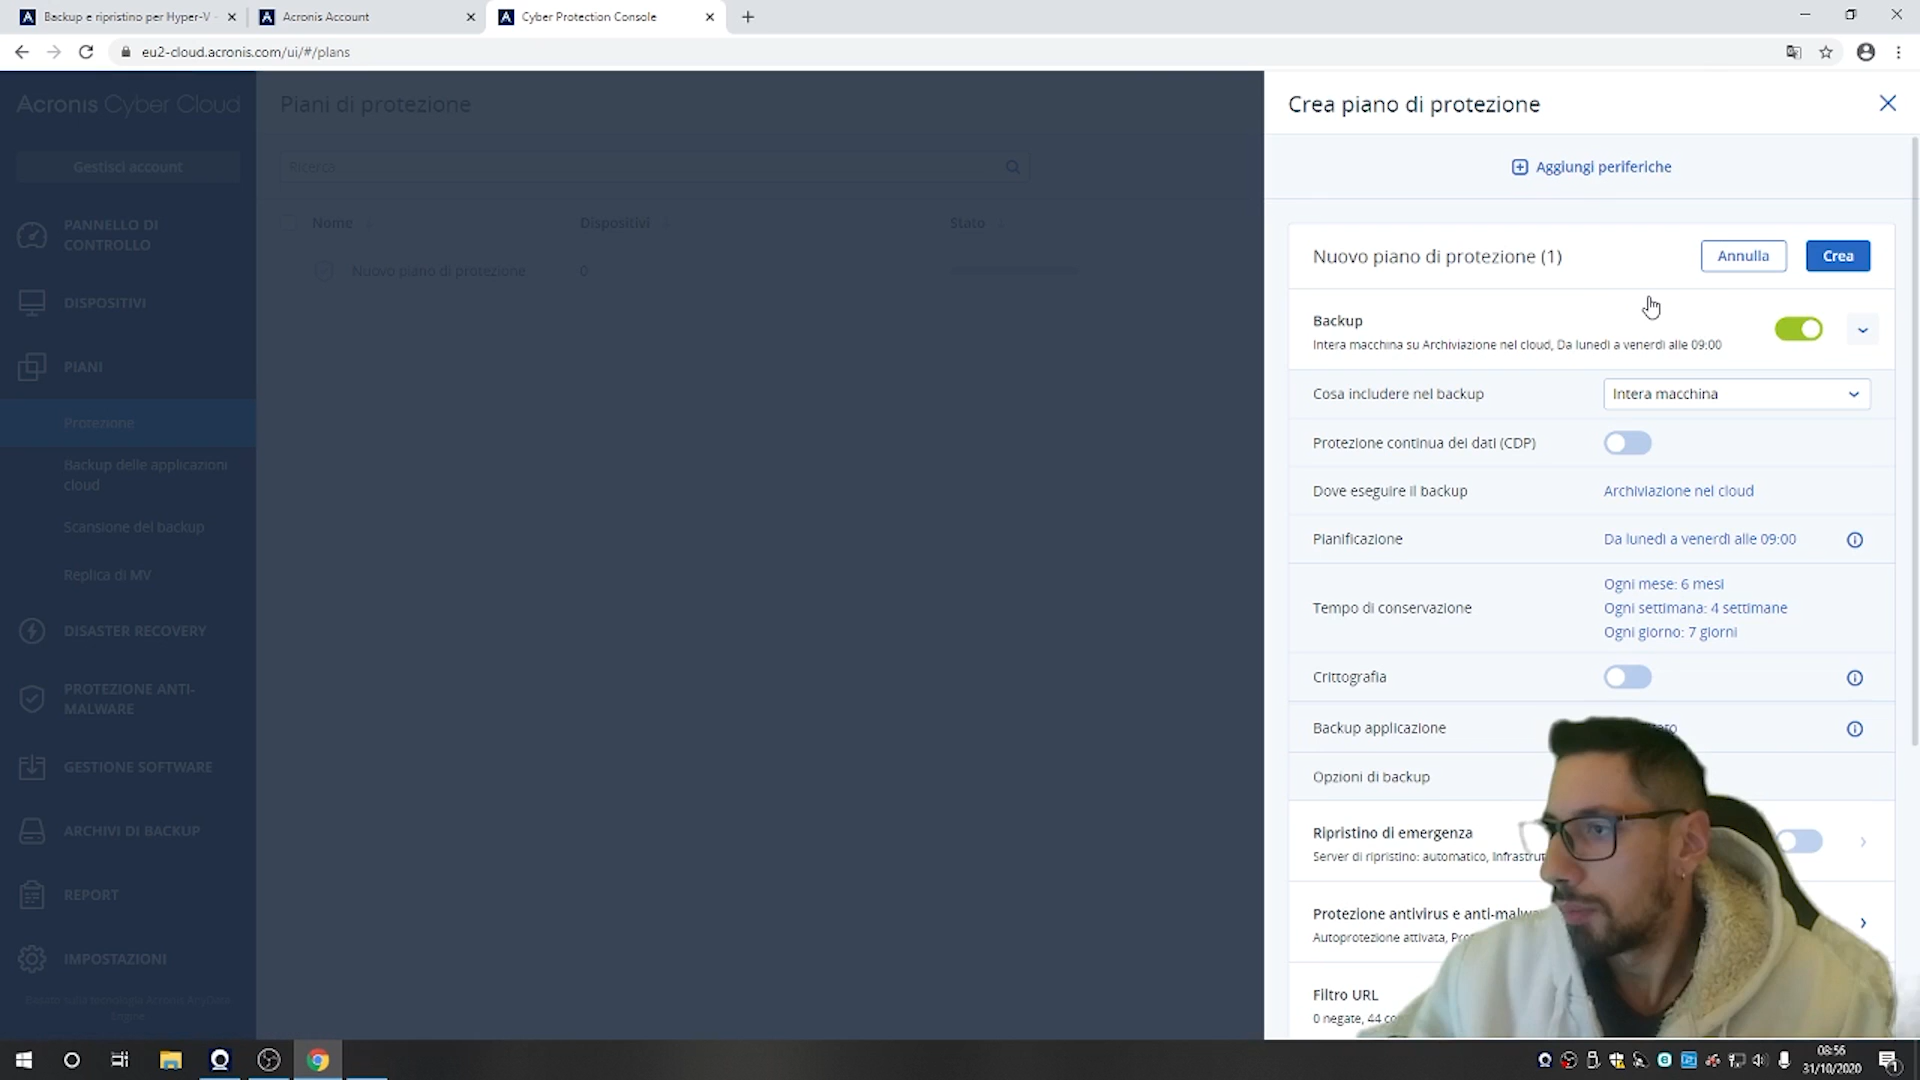 Backup e ripristino per Hyper-V -
Acronis Account
Cyber Protection Console
eu2-cloud.acronis.com/ui/#/plans
Acronis Cyber Cloud
Gestisci account
PANNELLO DI
CONTROLLO
DISPOSITIVI
PIANI
Protezione
Backup delle applicazioni
cloud
Scansione del backup
Replica di MV
DISASTER RECOVERY
PROTEZIONE ANTI-
MALWARE
GESTIONE SOFTWARE
ARCHIVI DI BACKUP
REPORT
IMPOSTAZIONI
Piani di protezione
Ricerca
Nome
Dispositivi
Stato
Nuovo piano di protezione
0
Crea piano di protezione
Aggiungi periferiche
Nuovo piano di protezione (1)
Annulla
Crea
Backup
Intera macchina su Archiviazione nel cloud, Da lunedì a venerdì alle 09:00
Cosa includere nel backup
Intera macchina
Protezione continua dei dati (CDP)
Dove eseguire il backup
Archiviazione nel cloud
Pianificazione
Da lunedì a venerdì alle 09:00
Tempo di conservazione
Ogni mese: 6 mesi
Ogni settimana: 4 settimane
Ogni giorno: 7 giorni
Crittografia
Backup applicazione
Opzioni di backup
Ripristino di emergenza
Server di ripristino: automatico,
Protezione antivirus e
Autoprotezione attivata,
Filtro URL
0 negate, 44
08:56
31/10/2020